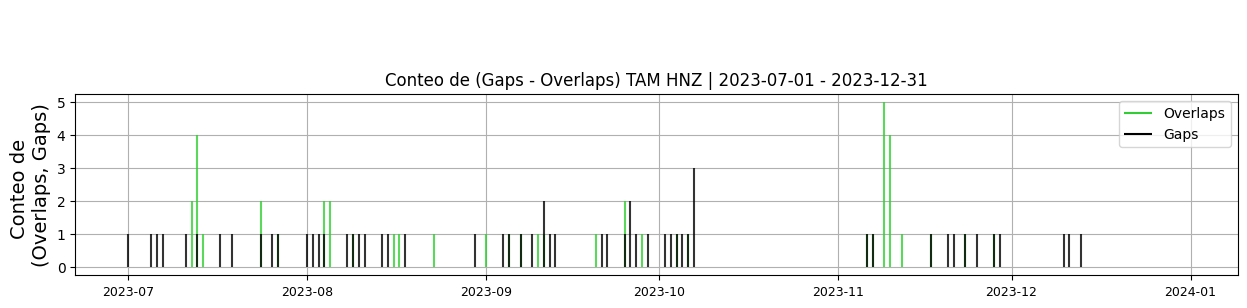 Conteo de (Gaps - Overlaps) TAM HNZ | 2023-07-01 - 2023-12-31
Conteo de
(Overlaps, Gaps)
5
4
3
2
1
0
Overlaps
Gaps
2023-07
2023-08
2023-09
2023-10
2023-11
2023-12
2024-01